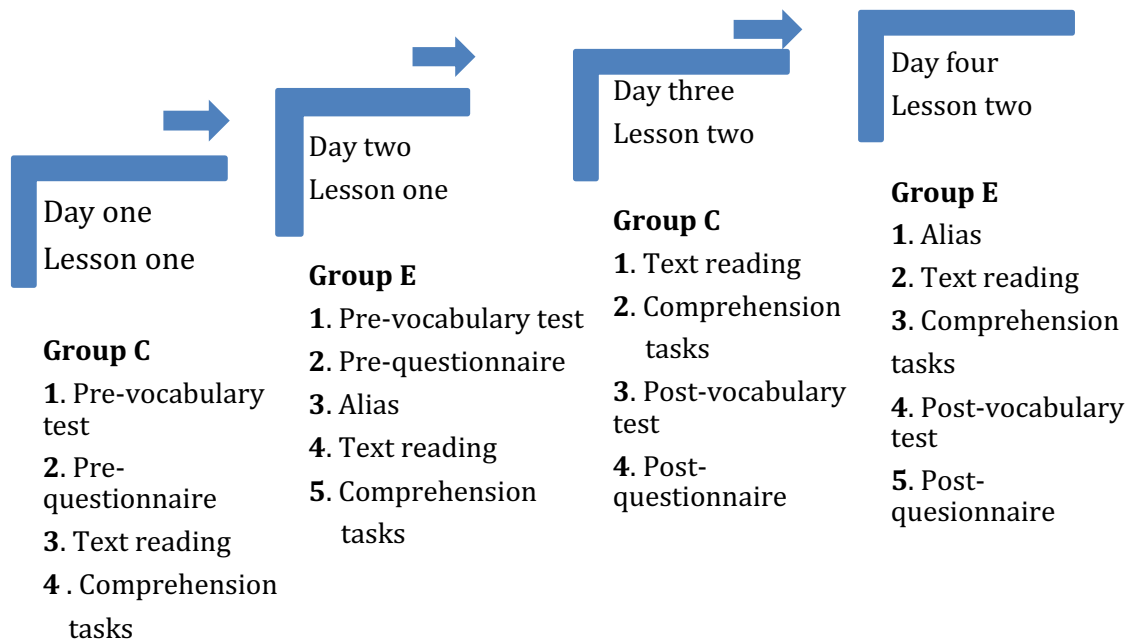 Day one
Lesson one
Group C
1. Pre-vocabulary
test
2. Pre-
questionnaire
3. Text reading
4 . Comprehension
tasks
Day two
Lesson one
Group E
1. Pre-vocabulary test
2. Pre-questionnaire
3. Alias
4. Text reading
5. Comprehension
tasks
Day three
Lesson two
Group C
1. Text reading
2. Comprehension
tasks
3. Post-vocabulary
test
4. Post-
questionnaire
Day four
Lesson two
Group E
1. Alias
2. Text reading
3. Comprehension
tasks
4. Post-vocabulary
test
5. Post-
quesionnaire